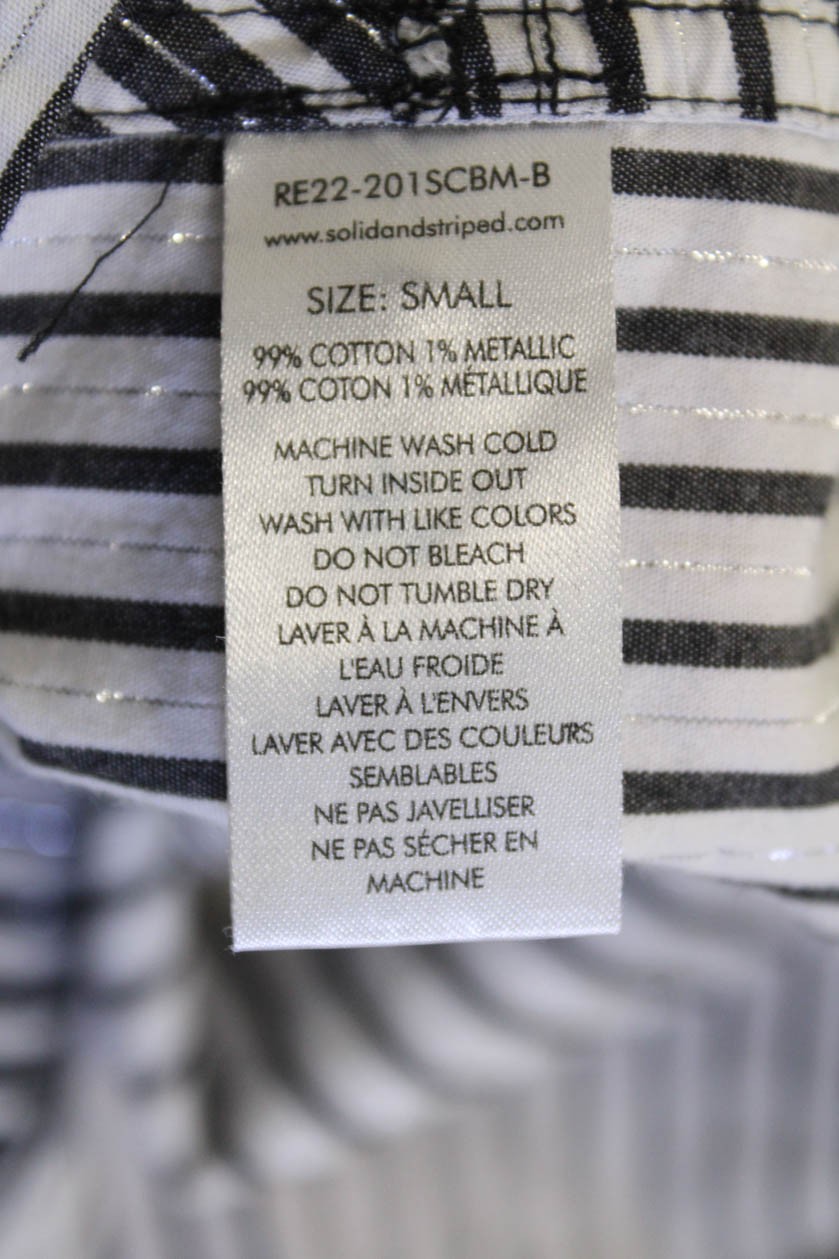 RE22-201SCBM-B
www.solidandstriped.com
SIZE: SMALL
99% COTTON 1% METALLIC
99% COTON 1% MÉTALLIQUE
MACHINE WASH COLD
TURN INSIDE OUT
WASH WITH LIKE COLORS
DO NOT BLEACH
DO NOT TUMBLE DRY
LAVER À LA MACHINE À
L'EAU FROIDE
LAVER À L'ENVERS
LAVER AVEC DES COULEURS
SEMBLABLES
NE PAS JAVELLISER
NE PAS SÉCHER EN
MACHINE